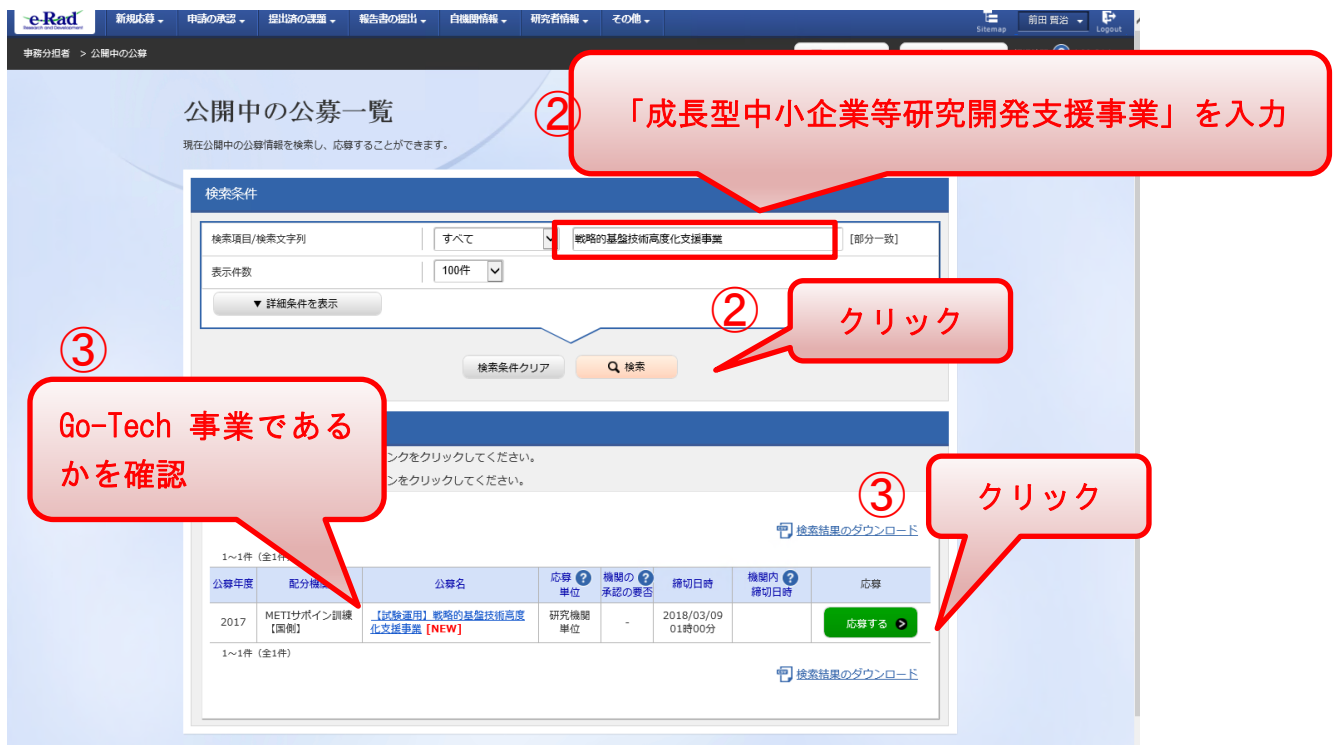 e-Rad
Research and Development
新規応募
申請の承認
提出済の課題
報告書の提出
自機関情報
研究者情報
その他
Sitemap
前田 賢治
Logout
事務分担者 > 公開中の公募
公開中の公募一覧
現在公開中の公募情報を検索し、応募することができます。
② 「成長型中小企業等研究開発支援事業」を入力
検索条件
検索項目/検索文字列 すべて 戦略的基盤技術高度化支援事業 [部分一致]
表示件数 100件
▼ 詳細条件を表示
② クリック
検索条件クリア 検索
③
Go-Tech 事業である
かを確認
ンクをクリックしてください。
ンをクリックしてください。
③ クリック
検索結果のダウンロード
1~1件 (全1件
公募年度 配分機 公募名 応募 ? 単位 機関の ? 承認の要否 締切日時 機関内 ? 締切日時 応募
2017 METIサポイン訓練 【試験運用】戦略的基盤技術高度 研究機関 - 2018/03/09 応募する
【国側】 化支援事業 [NEW] 単位 01時00分
1~1件 (全1件)
検索結果のダウンロード